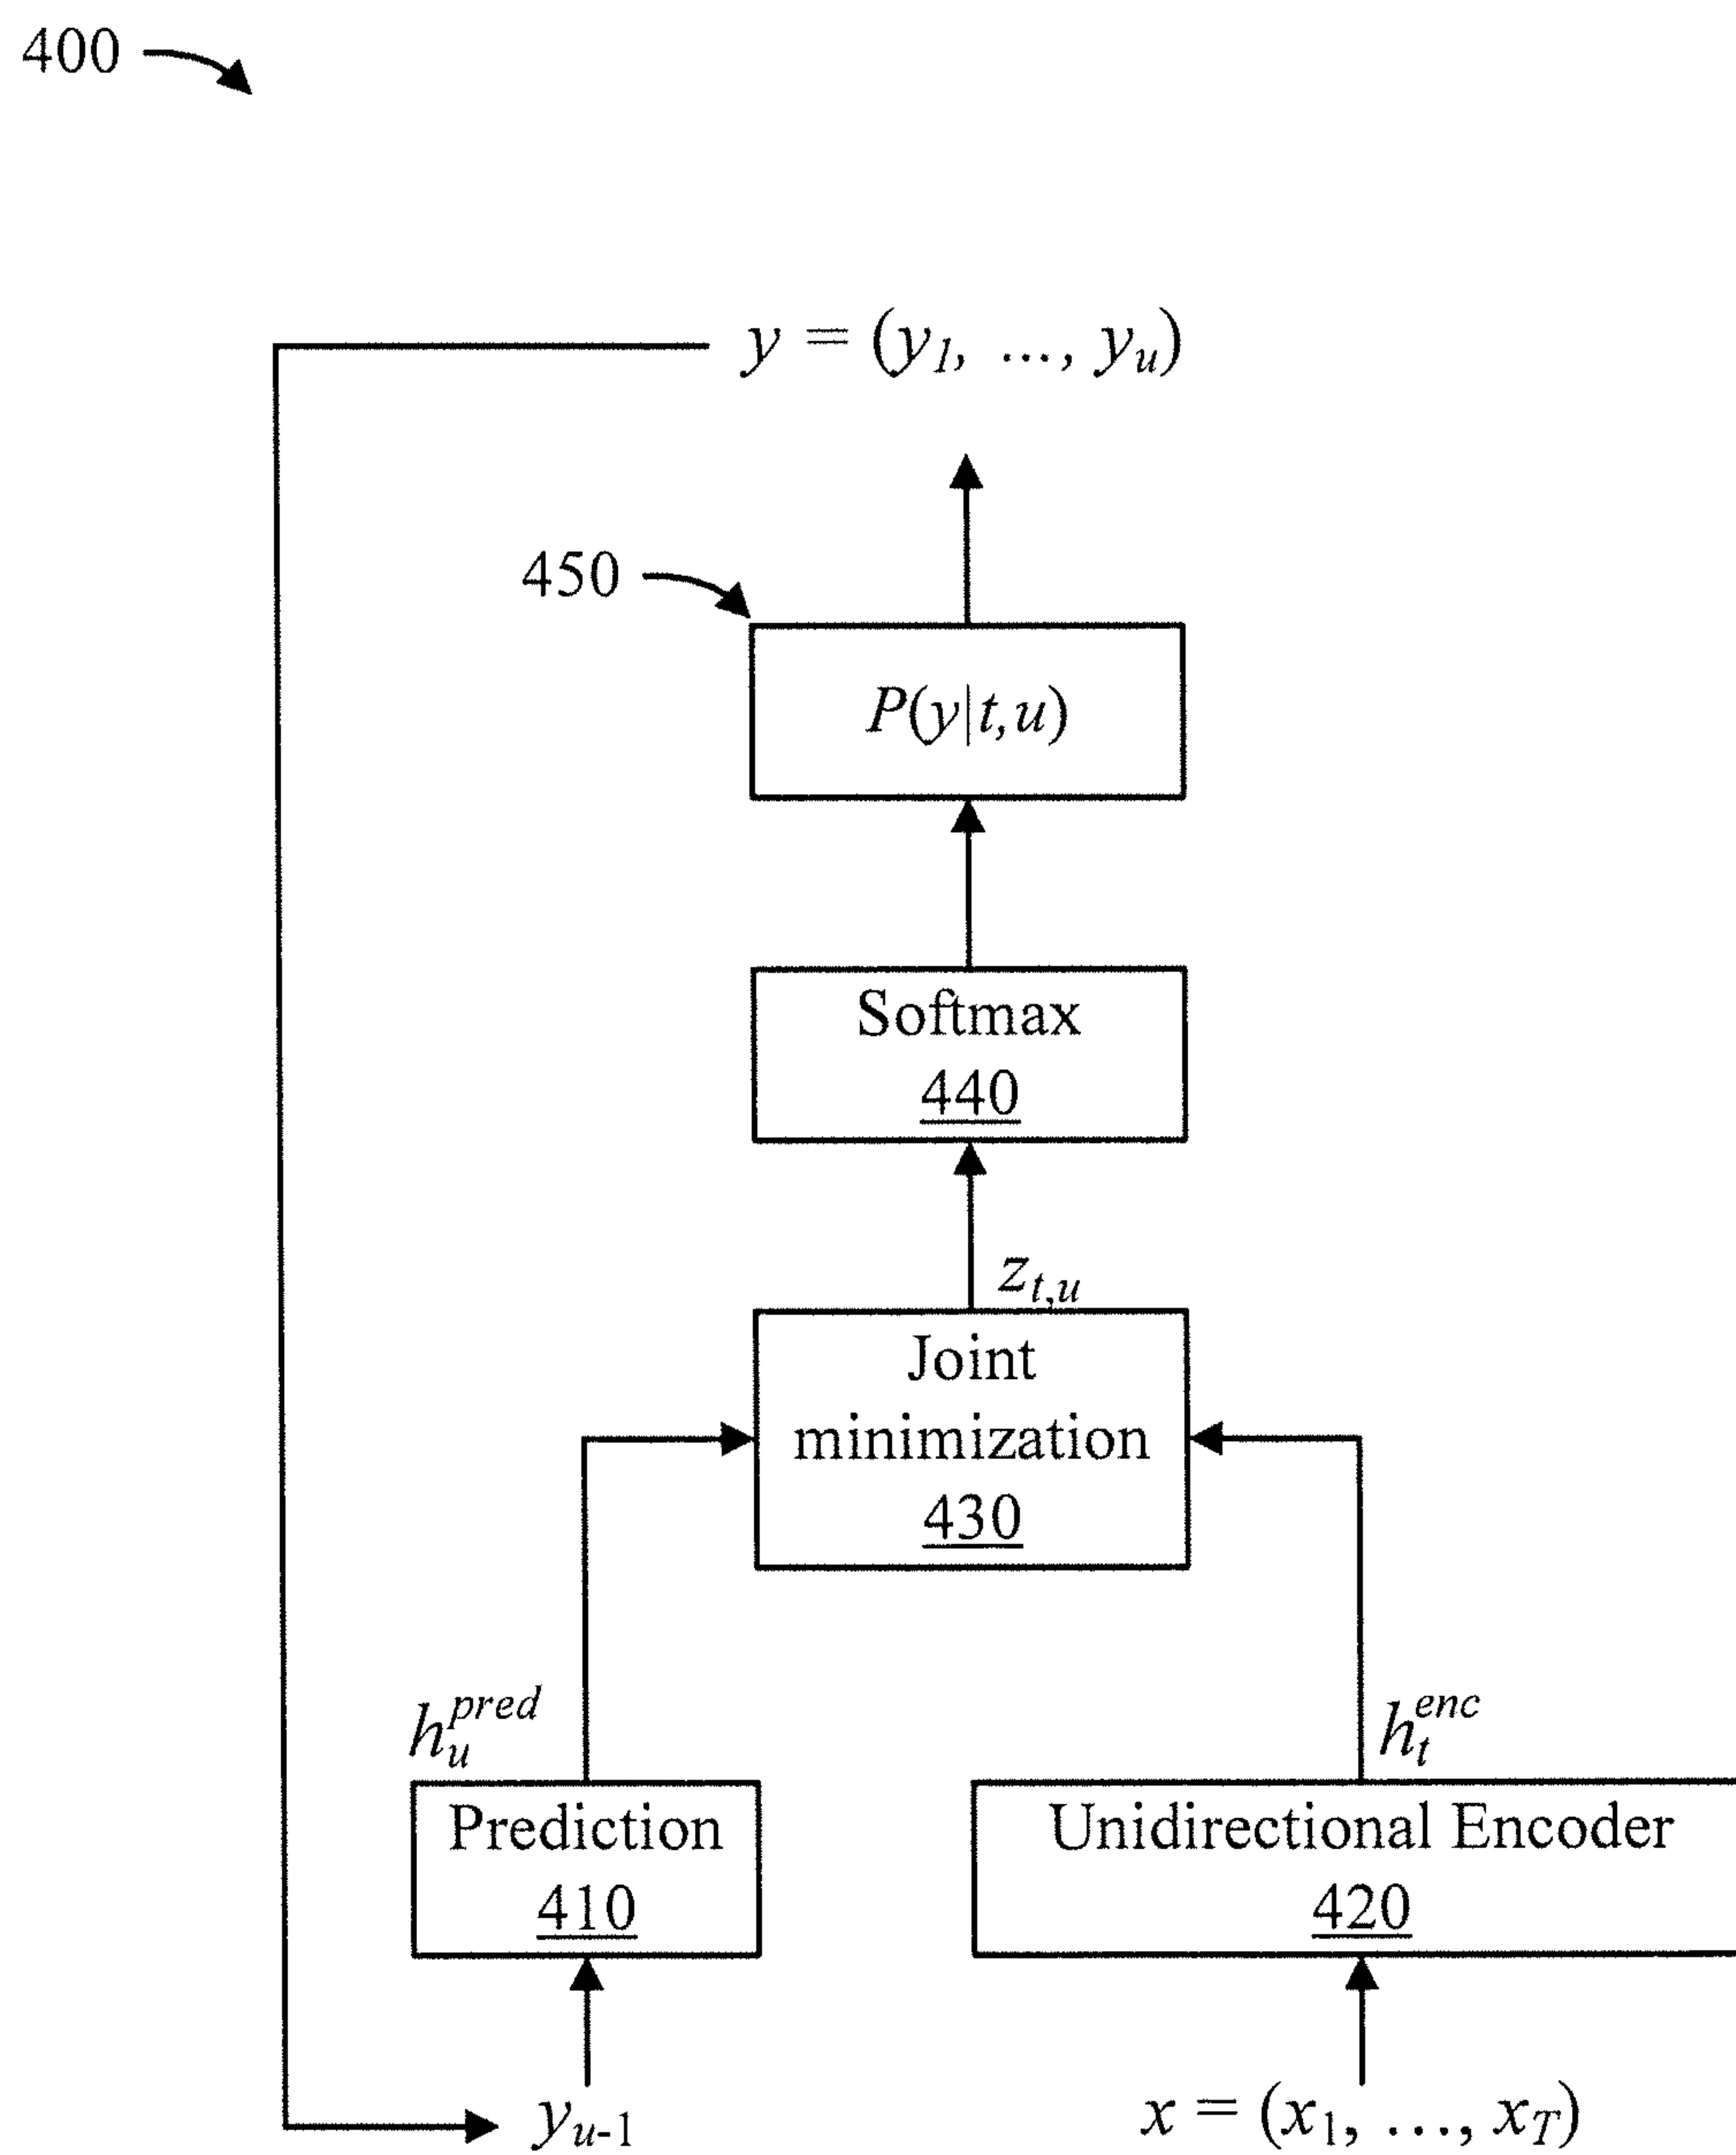 400
y = (y1, ..., yu)
450
P(y|t,u)
Softmax
440
zt,u
Joint
minimization
430
hupred
htenc
Prediction
410
Unidirectional Encoder
420
yu-1
x = (x1, ..., xT)